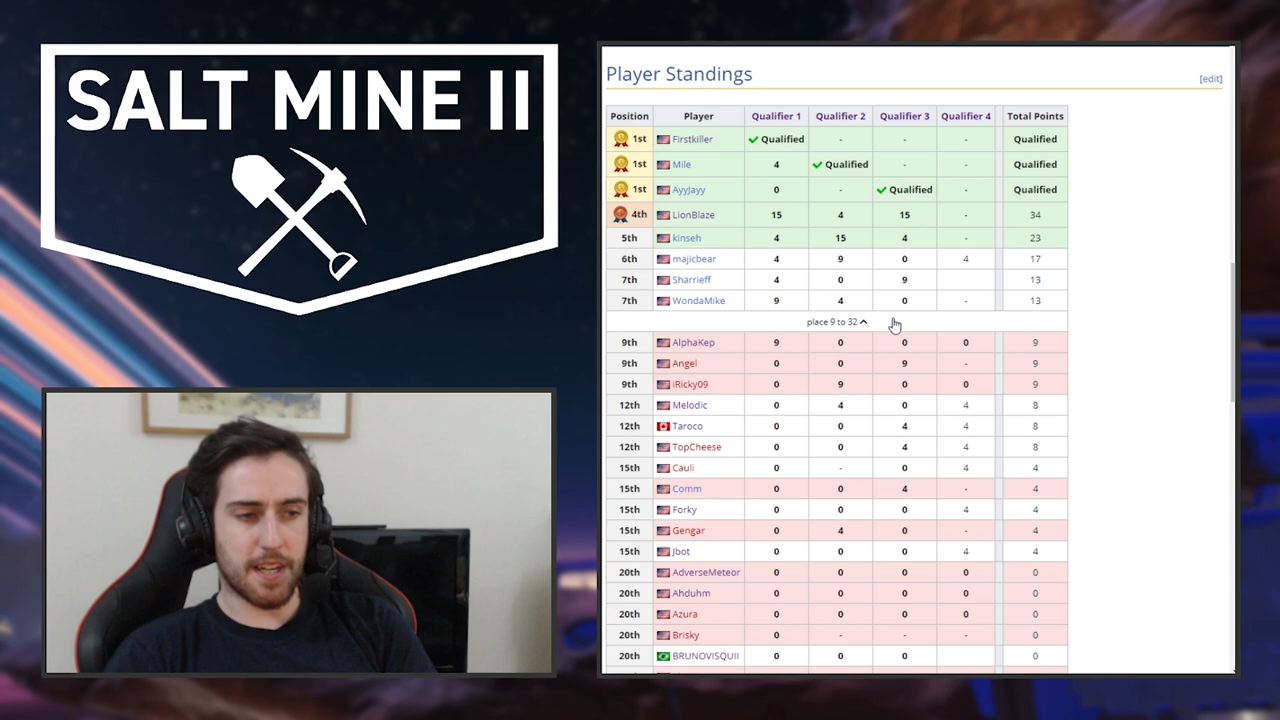 SALT MINE II
Player Standings
[edit]
Position Player Qualifier 1 Qualifier 2 Qualifier 3 Qualifier 4 Total Points
1st Firstkiller Qualified - - - Qualified
1st Mile 4 Qualified - - Qualified
1st AyyJayy 0 - Qualified - Qualified
4th LionBlaze 15 4 15 - 34
5th kinseh 4 15 4 - 23
6th majicbear 4 9 0 4 17
7th Sharrieff 4 0 9 13
7th WondaMike 9 4 0 - 13
place 9 to 32
9th AlphaKep 9 0 0 0 9
9th Angel 0 0 9 - 9
9th iRicky09 0 9 0 0 9
12th Melodic 0 4 0 4 8
12th Taroco 0 0 4 4 8
12th TopCheese 0 0 4 4 8
15th Cauli 0 - 0 4 4
15th Comm 0 0 4 - 4
15th Forky 0 0 0 4 4
15th Gengar 0 4 0 - 4
15th Jbot 0 0 0 4 4
20th AdverseMeteor 0 0 0 0 0
20th Ahduhm 0 0 0 0 0
20th Azura 0 0 0 0 0
20th Brisky 0 - - - 0
20th BRUNOVISQUII 0 0 0 0